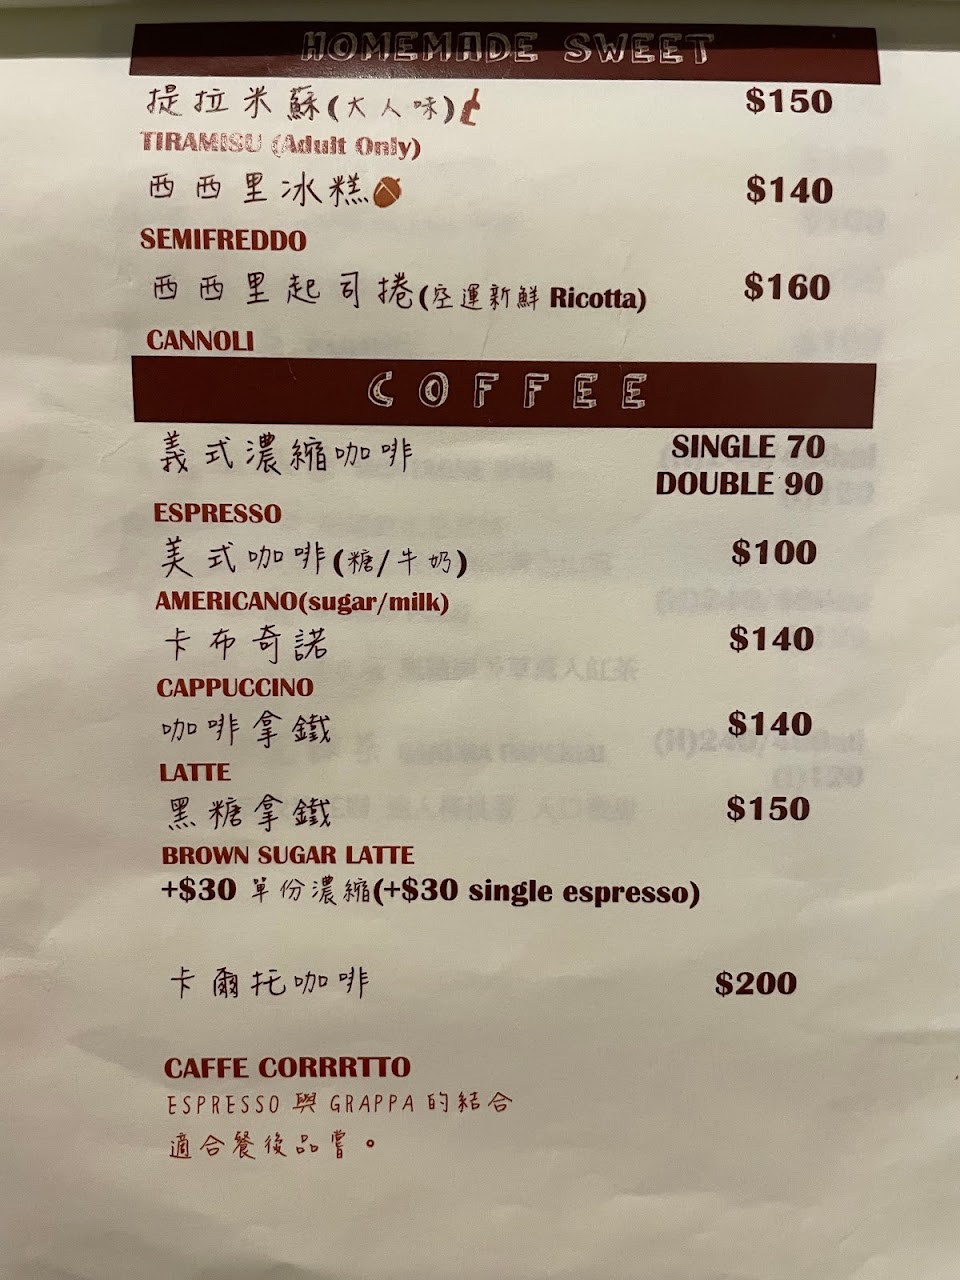 HOMEMADE SWEET
提拉米蘇(大人味) $150
TIRAMISU (Adult Only)
西西里冰糕 $140
SEMIFREDDO
西西里起司捲(空運新鮮 Ricotta) $160
CANNOLI
COFFEE
義式濃縮咖啡 SINGLE 70
DOUBLE 90
ESPRESSO
美式咖啡(糖/牛奶) $100
AMERICANO(sugar/milk)
卡布奇諾 $140
CAPPUCCINO
咖啡拿鐵 $140
LATTE
黑糖拿鐵 $150
BROWN SUGAR LATTE
+$30 單份濃縮(+$30 single espresso)
卡爾托咖啡 $200
CAFFE CORRRTTO
ESPRESSO 與 GRAPPA 的結合
適合餐後品嘗。